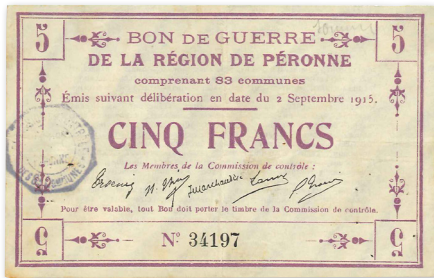 5 BON DE GUERRE 5
DE LA RÉGION DE PÉRONNE
comprenant 83 communes
Émis suivant délibération en date du 2 Septembre 1915.
CINQ FRANCS
Les Membres de la Commission de contrôle :
Pour être valable, tout Bon doit porter le timbre de la Commission de contrôle.
5 Nº 34197 5